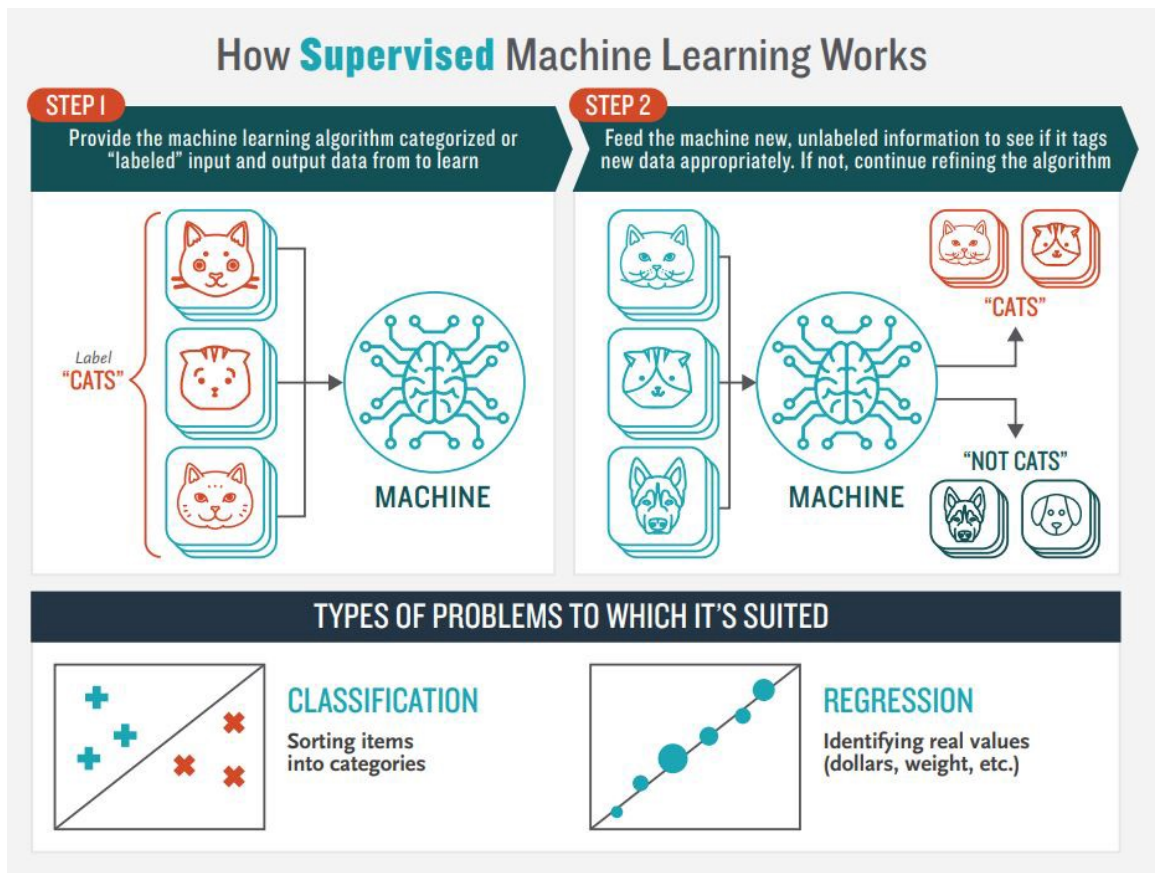 How Supervised Machine Learning Works
STEP 1
Provide the machine learning algorithm categorized or
“labeled” input and output data from to learn
STEP 2
Feed the machine new, unlabeled information to see if it tags
new data appropriately. If not, continue refining the algorithm
Label
“CATS”
MACHINE
MACHINE
“CATS”
“NOT CATS”
TYPES OF PROBLEMS TO WHICH IT’S SUITED
CLASSIFICATION
Sorting items
into categories
REGRESSION
Identifying real values
(dollars, weight, etc.)